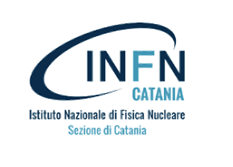 INFN
CATANIA
Istituto Nazionale di Fisica Nucleare
Sezione di Catania